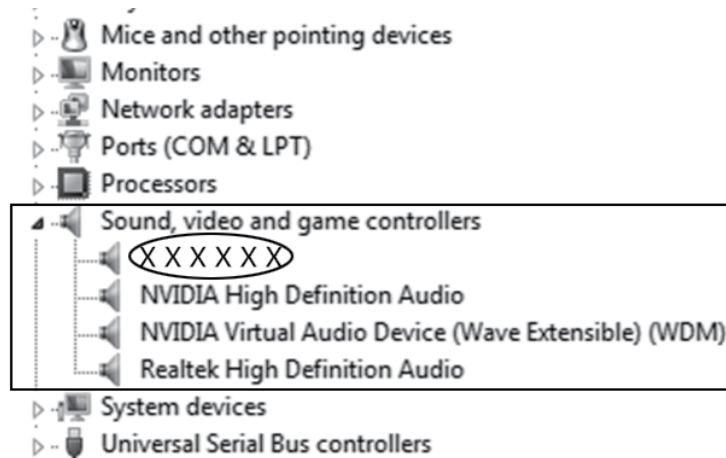 Mice and other pointing devices
Monitors
Network adapters
Ports (COM & LPT)
Processors
Sound, video and game controllers
X X X X X X
NVIDIA High Definition Audio
NVIDIA Virtual Audio Device (Wave Extensible) (WDM)
Realtek High Definition Audio
System devices
Universal Serial Bus controllers